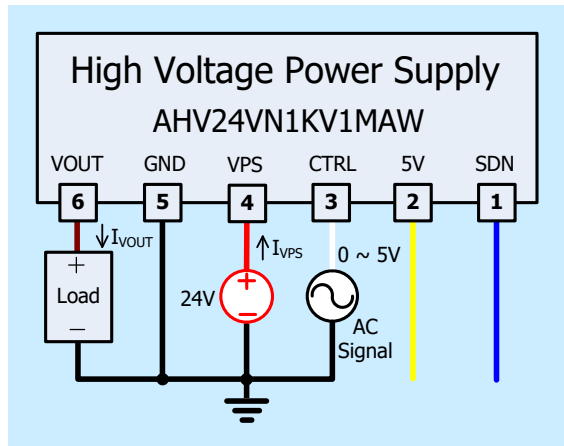 High Voltage Power Supply
AHV24VN1KV1MAW
VOUT GND VPS CTRL 5V SDN
6 5 4 3 2 1
IVOUT IVPS 0 ~ 5V
+ +
Load 24V
− −
AC
Signal